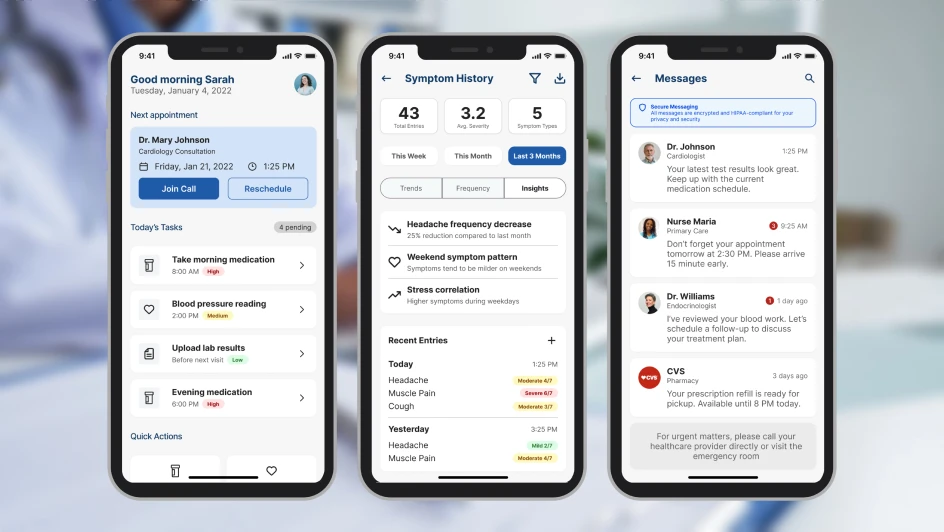 9:41
Good morning Sarah
Tuesday, January 4, 2022
Next appointment
Dr. Mary Johnson
Cardiology Consultation
Friday, Jan 21, 2022 1:25 PM
Join Call Reschedule
Today's Tasks 4 pending
Take morning medication
8:00 AM High
Blood pressure reading
2:00 PM Medium
Upload lab results
Before next visit Low
Evening medication
6:00 PM High
Quick Actions
9:41
Symptom History
43 3.2 5
Total Entries Avg. Severity Symptom Types
This Week This Month Last 3 Months
Trends Frequency Insights
Headache frequency decrease
25% reduction compared to last month
Weekend symptom pattern
Symptoms tend to be milder on weekends
Stress correlation
Higher symptoms during weekdays
Recent Entries +
Today 1:25 PM
Headache Moderate 4/7
Muscle Pain Severe 6/7
Cough Moderate 3/7
Yesterday 3:25 PM
Headache Mild 2/7
Muscle Pain Moderate 4/7
9:41
Messages
Secure Messaging
All messages are encrypted and HIPAA-compliant for your
privacy and security
Dr. Johnson 1:25 PM
Cardiologist
Your latest test results look great.
Keep up with the current
medication schedule.
Nurse Maria 3 9:25 AM
Primary Care
Don't forget your appointment
tomorrow at 2:30 PM. Please arrive
15 minute early.
Dr. Williams 1 1 day ago
Endocrinologist
I've reviewed your blood work. Let's
schedule a follow-up to discuss
your treatment plan.
CVS
CVS 3 days ago
Pharmacy
Your prescription refill is ready for
pickup. Available until 8 PM today.
For urgent matters, please call your
healthcare provider directly or visit the
emergency room